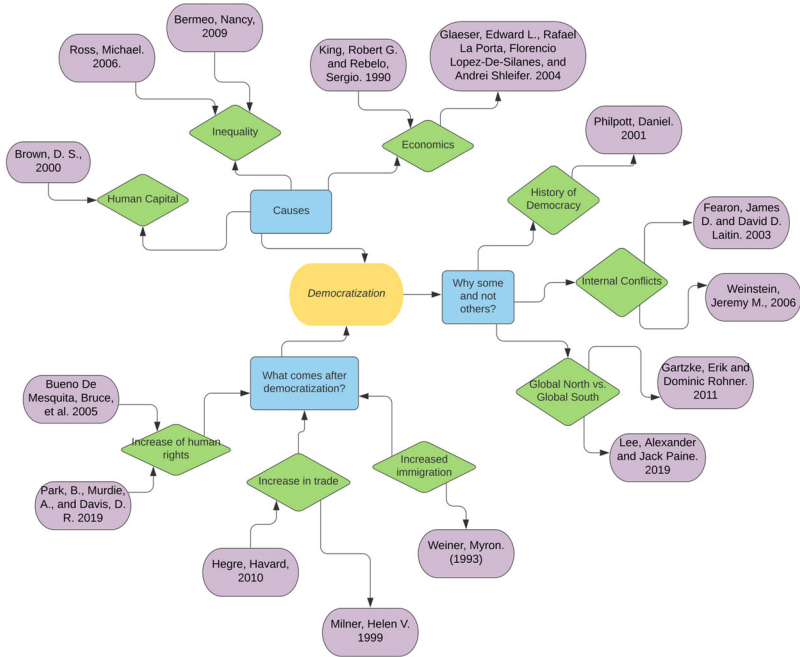 Bermeo, Nancy,
2009
Ross, Michael.
2006.
King, Robert G.
and Rebelo,
Sergio. 1990
Glaeser, Edward L., Rafael
La Porta, Florencio
Lopez-De-Silanes, and
Andrei Shleifer. 2004
Inequality
Economics
Philpott, Daniel.
2001
Brown, D. S.,
2000
Human Capital
Causes
History of
Democracy
Fearon, James
D. and David D.
Laitin. 2003
Democratization
Why some
and not
others?
Internal Conflicts
Weinstein,
Jeremy M., 2006
What comes after
democratization?
Global North vs.
Global South
Gartzke, Erik and
Dominic Rohner.
2011
Bueno De
Mesquita, Bruce,
et al. 2005
Increase of human
rights
Increased
immigration
Lee, Alexander
and Jack Paine.
2019
Park, B., Murdie,
A., and Davis, D.
R. 2019
Increase in trade
Hegre, Havard,
2010
Weiner, Myron.
(1993)
Milner, Helen V.
1999